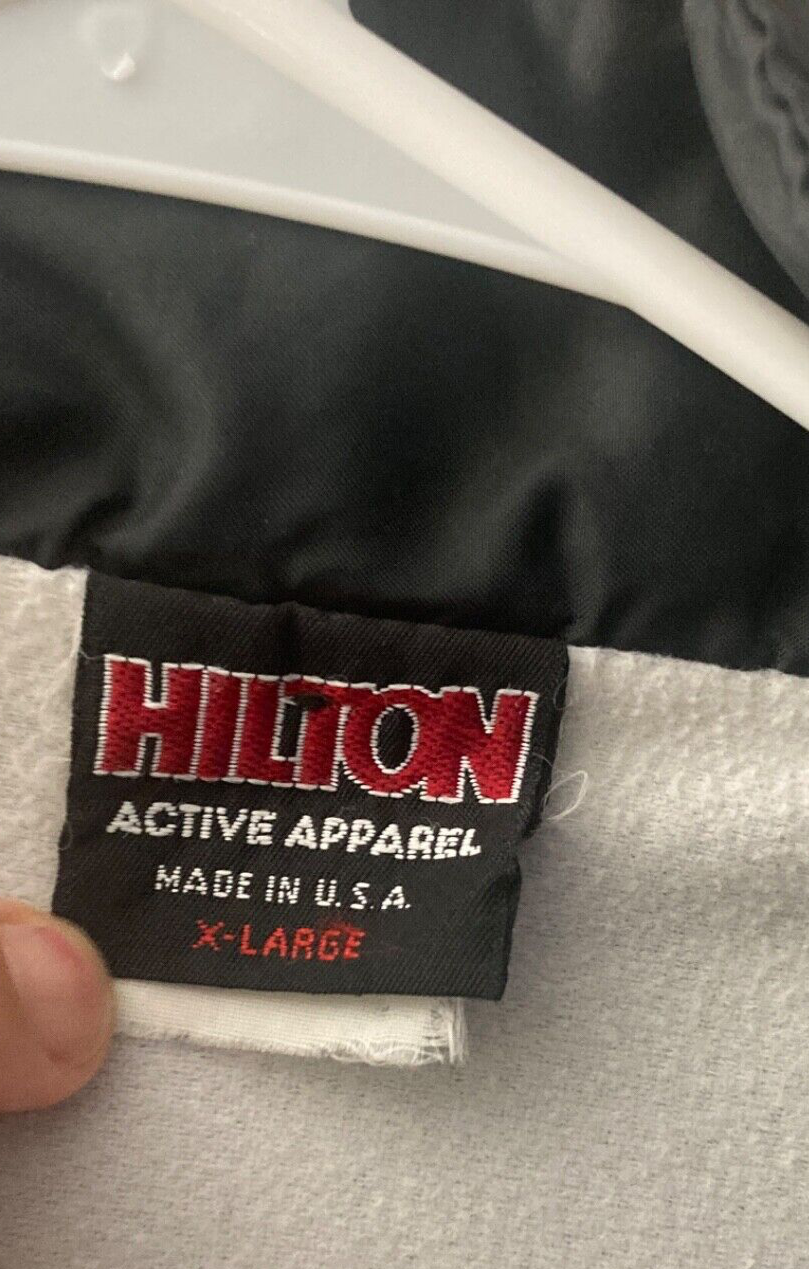 HILTON
ACTIVE APPAREL
MADE IN U.S.A.
X-LARGE